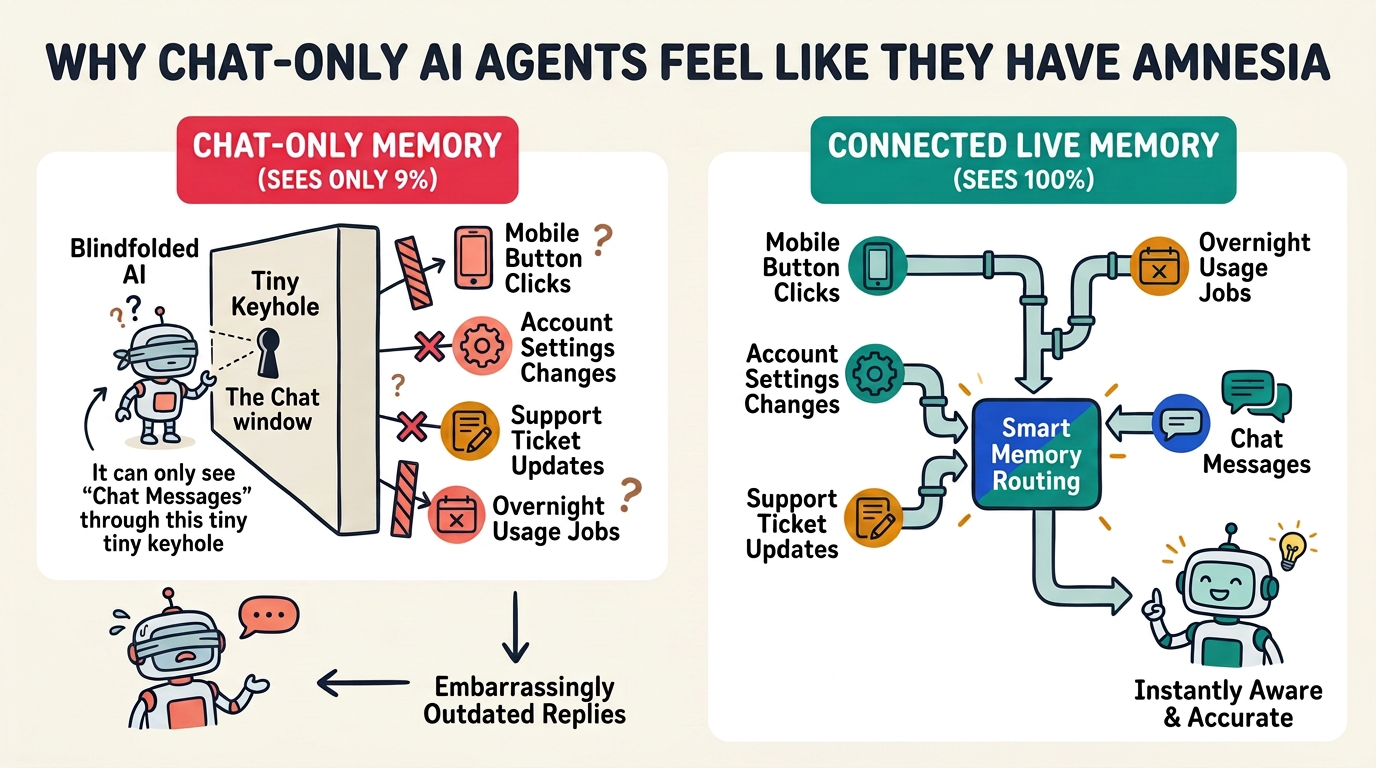 WHY CHAT-ONLY AI AGENTS FEEL LIKE THEY HAVE AMNESIA
CHAT-ONLY MEMORY
(SEES ONLY 9%)
Blindfolded
AI
? ?
Tiny
Keyhole
The Chat
window
It can only see
“Chat Messages”
through this tiny
tiny keyhole
Mobile
Button
Clicks
?
Account
Settings
Changes
?
Support
Ticket
Updates
Overnight
Usage Jobs
?
Embarrassingly
Outdated Replies
CONNECTED LIVE MEMORY
(SEES 100%)
Mobile
Button
Clicks
Overnight
Usage
Jobs
Account
Settings
Changes
Smart
Memory
Routing
Chat
Messages
Support
Ticket
Updates
Instantly Aware
& Accurate